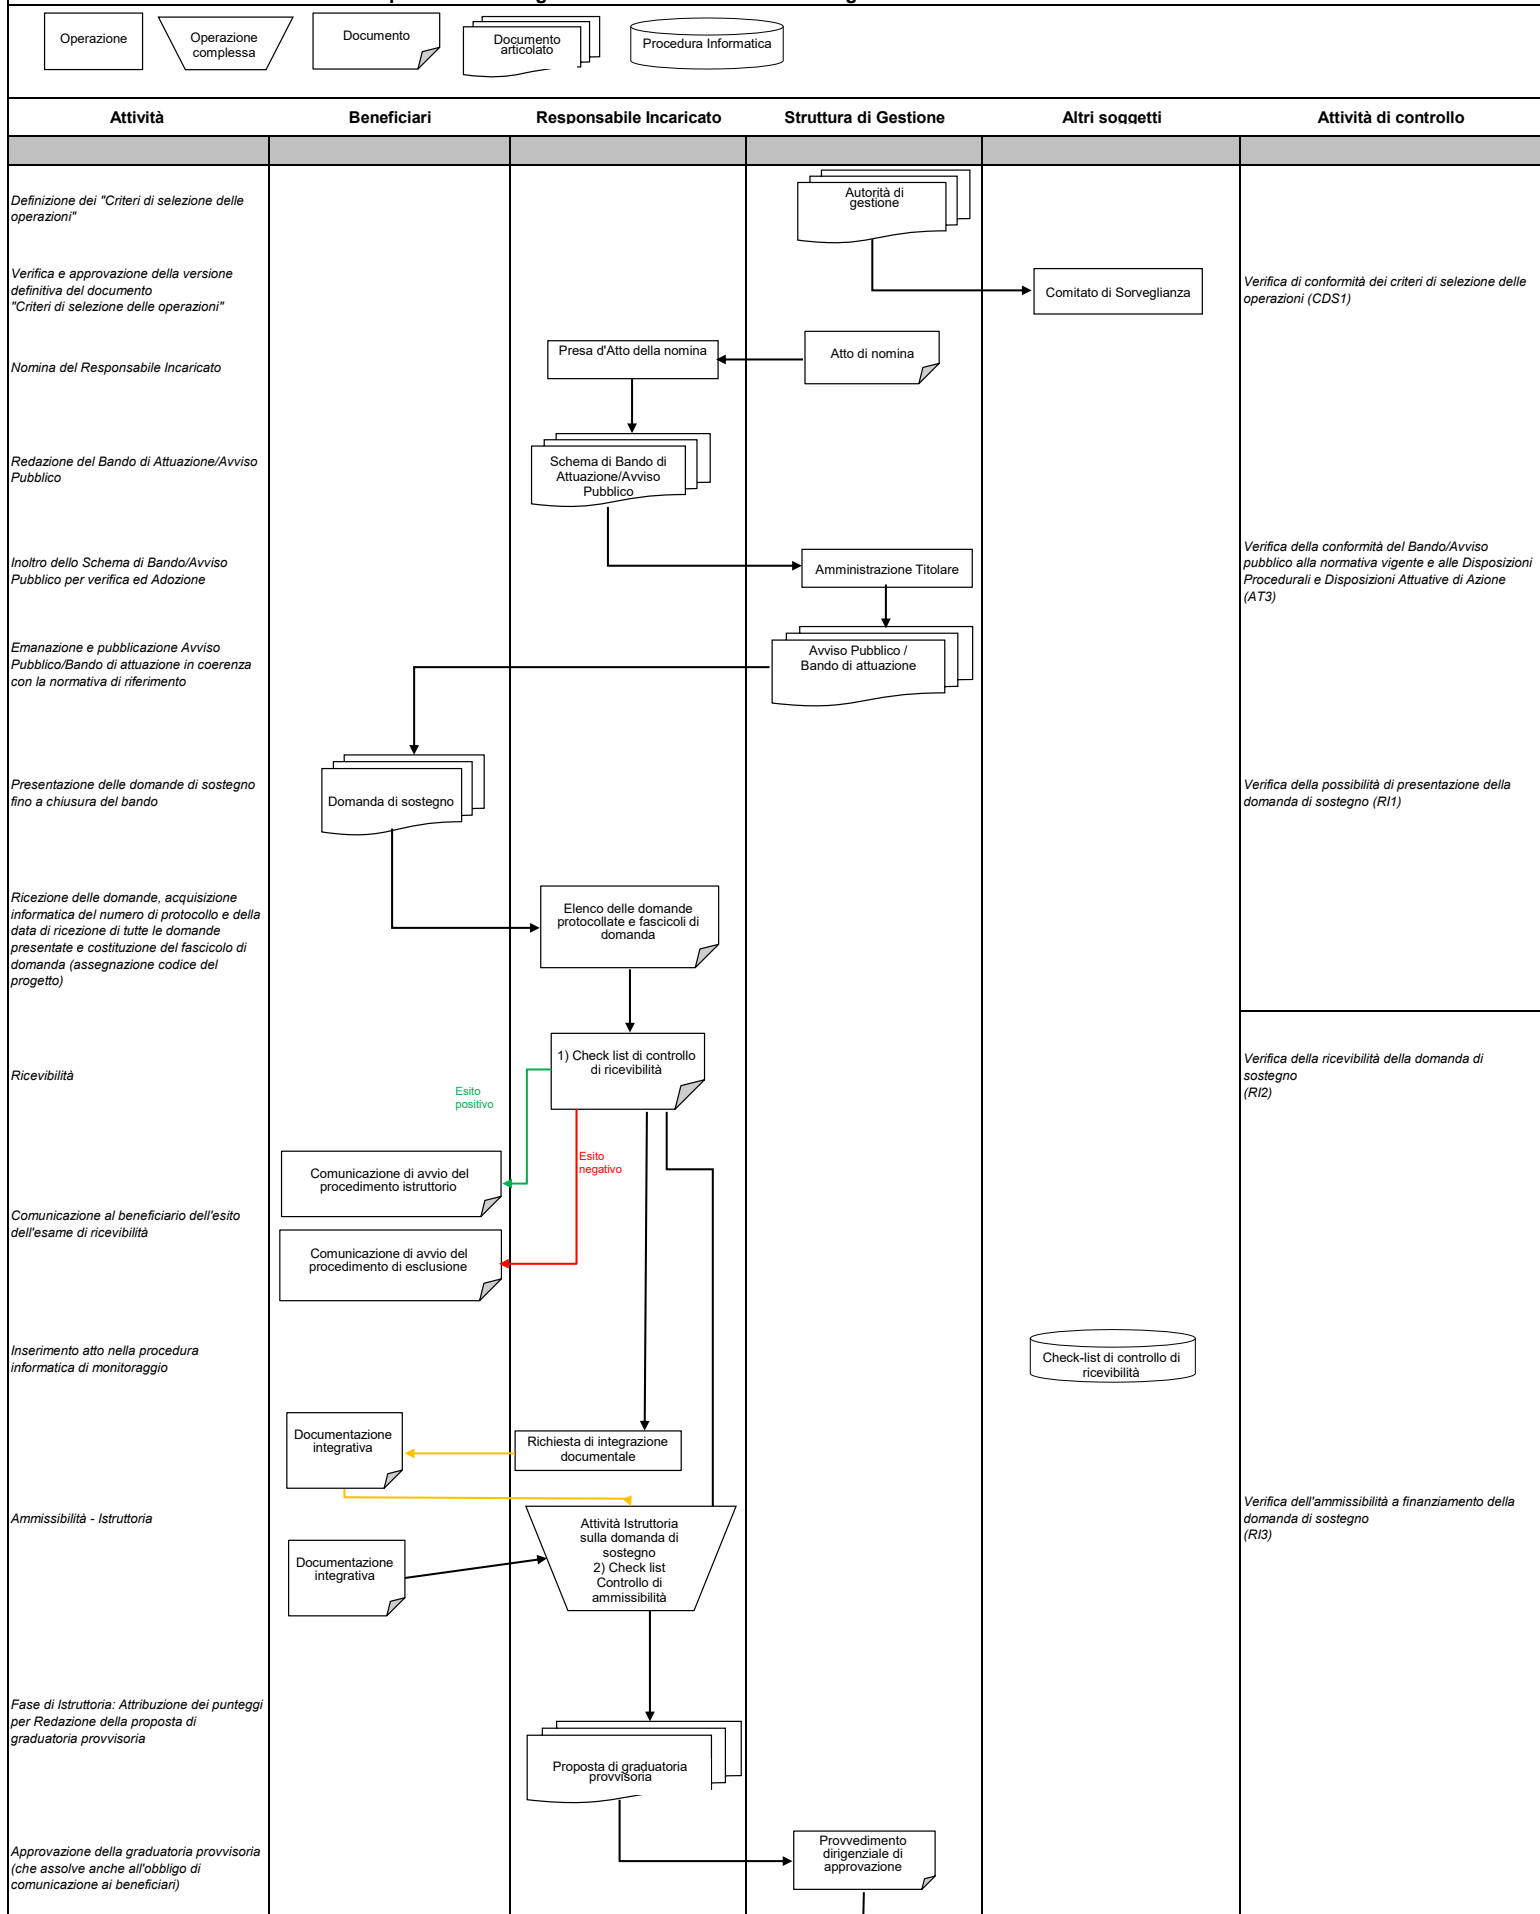 Operazione
Operazione
complessa
Documento
Documento
articolato
Procedura Informatica
Attività
Beneficiari
Responsabile Incaricato
Struttura di Gestione
Altri soggetti
Attività di controllo
Definizione dei "Criteri di selezione delle
operazioni"
Autorità di
gestione
Verifica e approvazione della versione
definitiva del documento
"Criteri di selezione delle operazioni"
Comitato di Sorveglianza
Verifica di conformità dei criteri di selezione delle
operazioni (CDS1)
Nomina del Responsabile Incaricato
Presa d'Atto della nomina
Atto di nomina
Redazione del Bando di Attuazione/Avviso
Pubblico
Schema di Bando di
Attuazione/Avviso
Pubblico
Inoltro dello Schema di Bando/Avviso
Pubblico per verifica ed Adozione
Amministrazione Titolare
Verifica della conformità del Bando/Avviso
pubblico alla normativa vigente e alle Disposizioni
Procedurali e Disposizioni Attuative di Azione
(AT3)
Emanazione e pubblicazione Avviso
Pubblico/Bando di attuazione in coerenza
con la normativa di riferimento
Avviso Pubblico /
Bando di attuazione
Presentazione delle domande di sostegno
fino a chiusura del bando
Domanda di sostegno
Verifica della possibilità di presentazione della
domanda di sostegno (RI1)
Ricezione delle domande, acquisizione
informatica del numero di protocollo e della
data di ricezione di tutte le domande
presentate e costituzione del fascicolo di
domanda (assegnazione codice del
progetto)
Elenco delle domande
protocollate e fascicoli di
domanda
Ricevibilità
1) Check list di controllo
di ricevibilità
Verifica della ricevibilità della domanda di
sostegno
(RI2)
Esito
positivo
Esito
negativo
Comunicazione al beneficiario dell'esito
dell'esame di ricevibilità
Comunicazione di avvio del
procedimento istruttorio
Comunicazione di avvio del
procedimento di esclusione
Inserimento atto nella procedura
informatica di monitoraggio
Check-list di controllo di
ricevibilità
Documentazione
integrativa
Richiesta di integrazione
documentale
Ammissibilità - Istruttoria
Attività Istruttoria
sulla domanda di
sostegno
2) Check list
Controllo di
ammissibilità
Verifica dell'ammissibilità a finanziamento della
domanda di sostegno
(RI3)
Documentazione
integrativa
Fase di Istruttoria: Attribuzione dei punteggi
per Redazione della proposta di
graduatoria provvisoria
Proposta di graduatoria
provvisoria
Approvazione della graduatoria provvisoria
(che assolve anche all'obbligo di
comunicazione ai beneficiari)
Provvedimento
dirigenziale di
approvazione